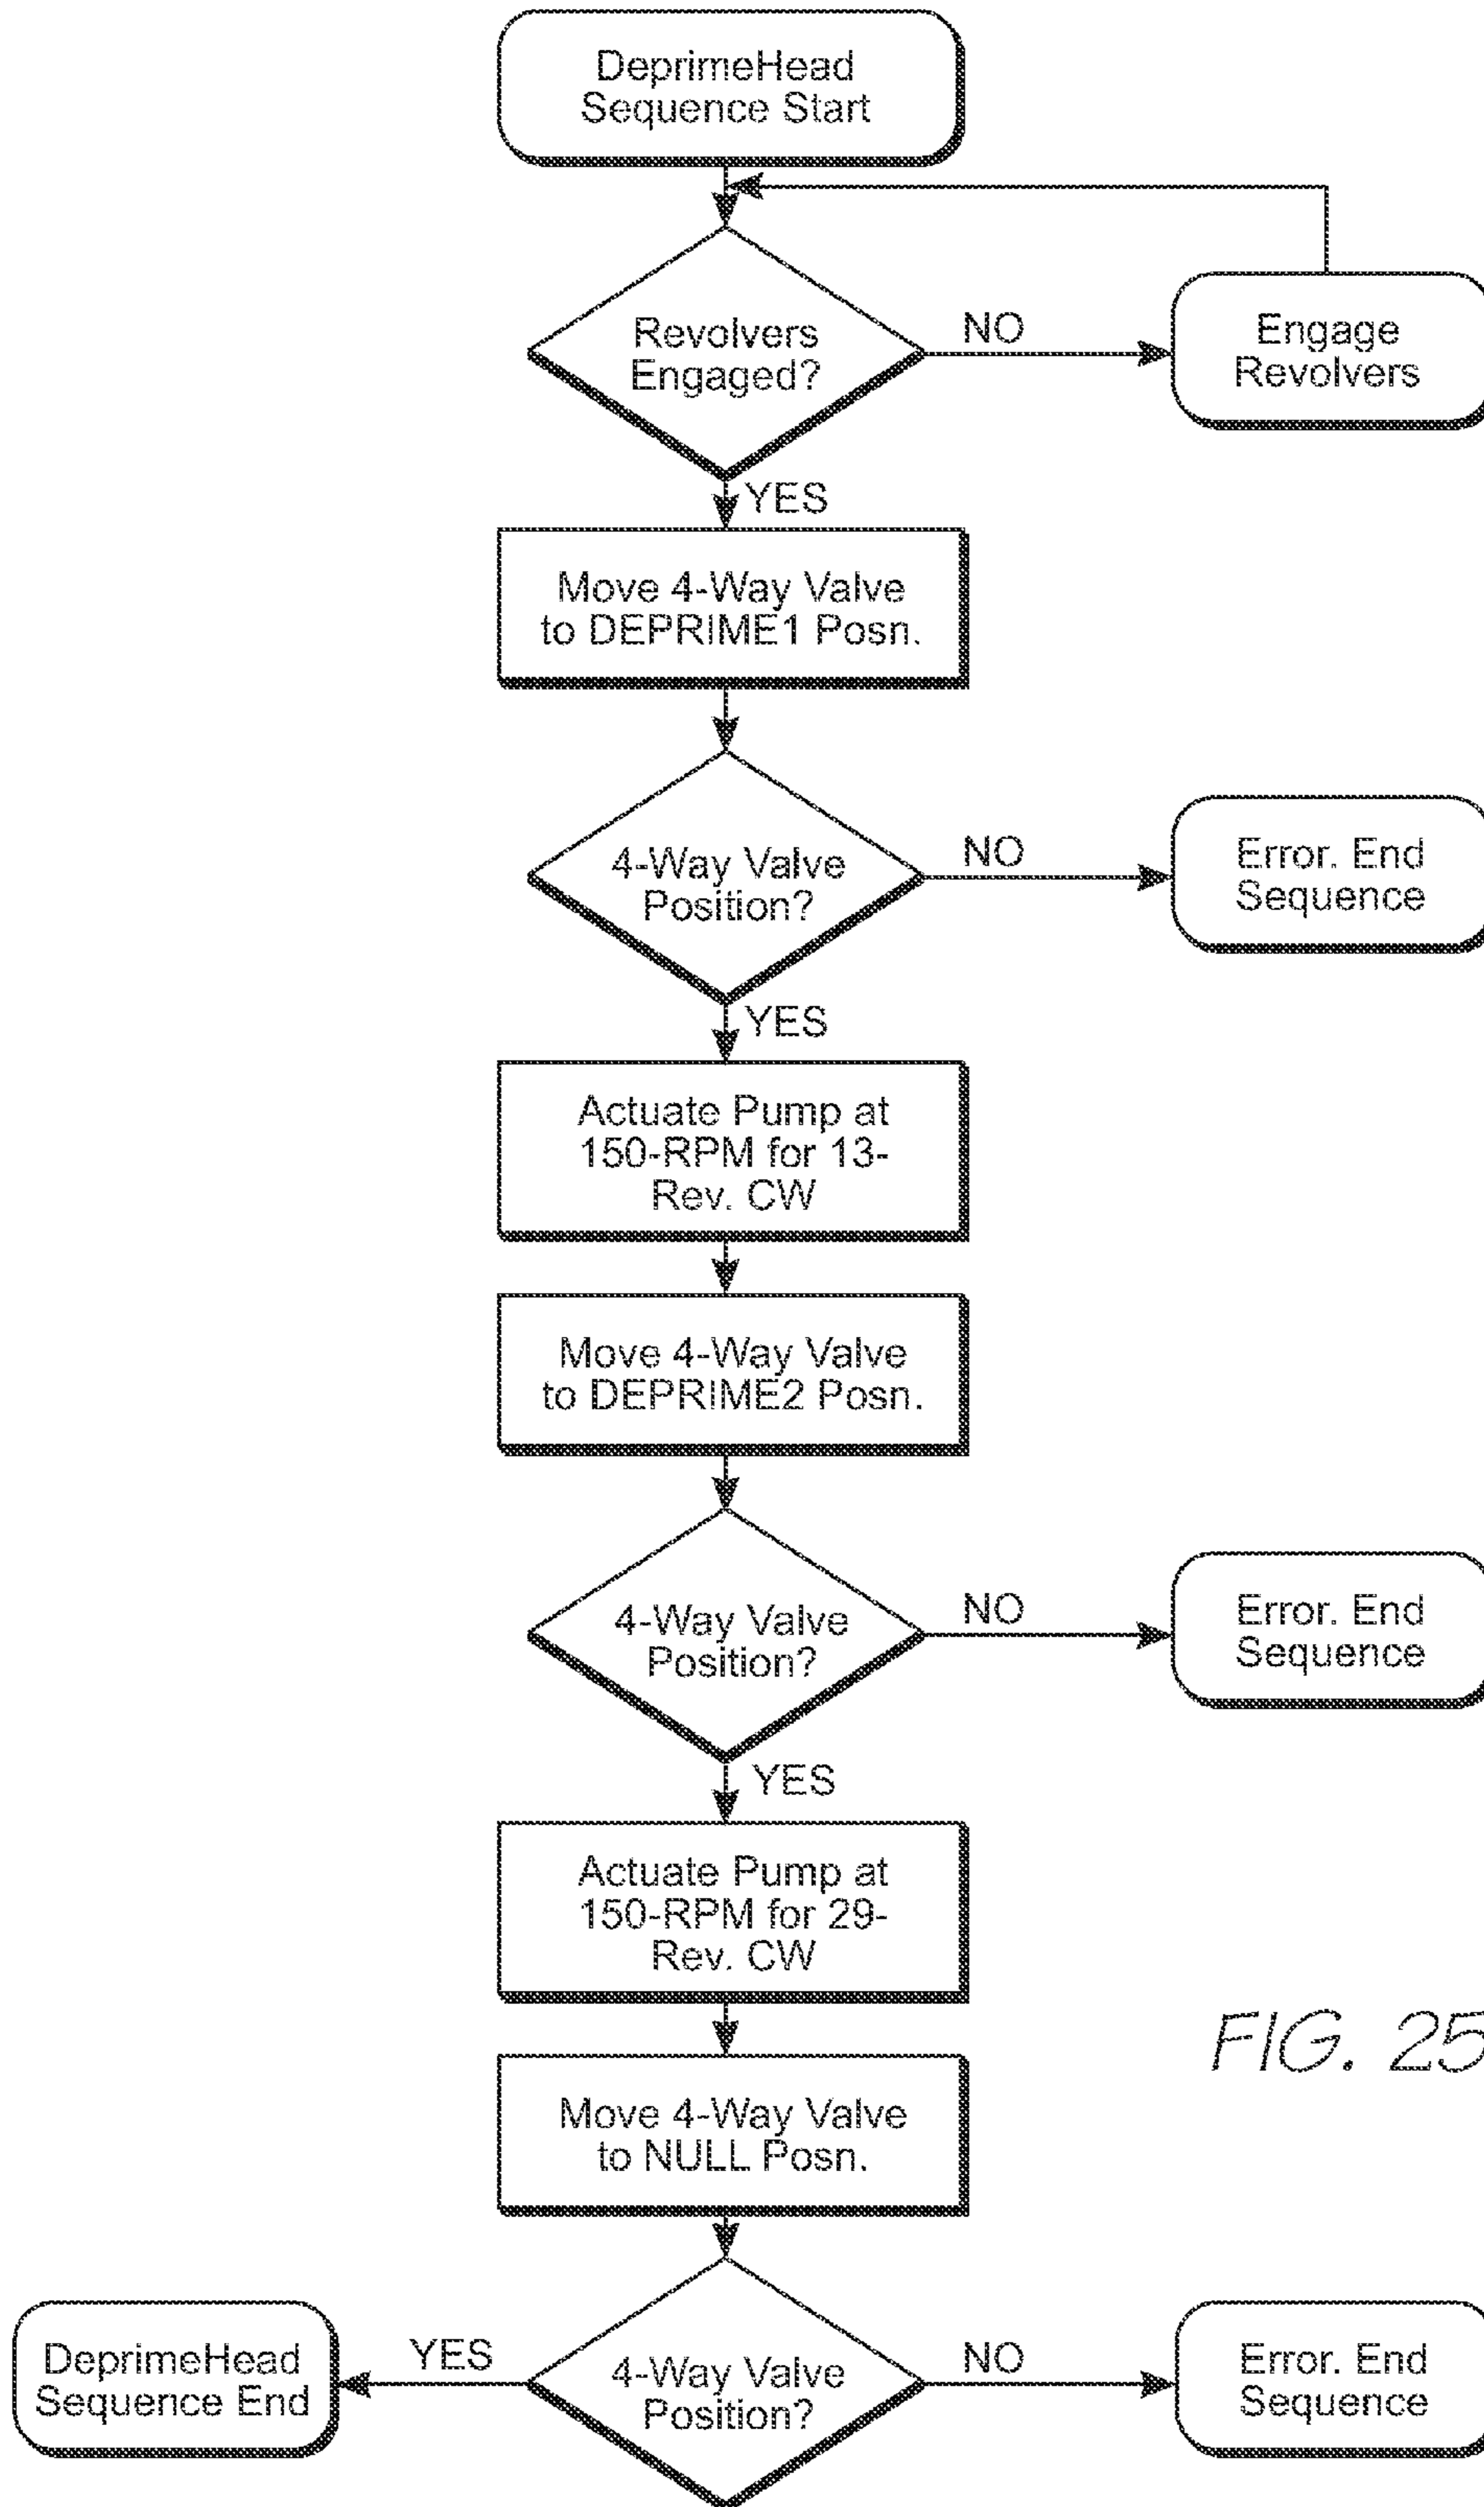 DeprimeHead
Sequence Start
Revolvers
Engaged?
NO
Engage
Revolvers
YES
Move 4-Way Valve
to DEPRIME1 Posn.
4-Way Valve
Position?
NO
Error. End
Sequence
YES
Actuate Pump at
150-RPM for 13-
Rev. CW
Move 4-Way Valve
to DEPRIME2 Posn.
4-Way Valve
Position?
NO
Error. End
Sequence
YES
Actuate Pump at
150-RPM for 29-
Rev. CW
FIG. 25
Move 4-Way Valve
to NULL Posn.
DeprimeHead
Sequence End
YES
4-Way Valve
Position?
NO
Error. End
Sequence